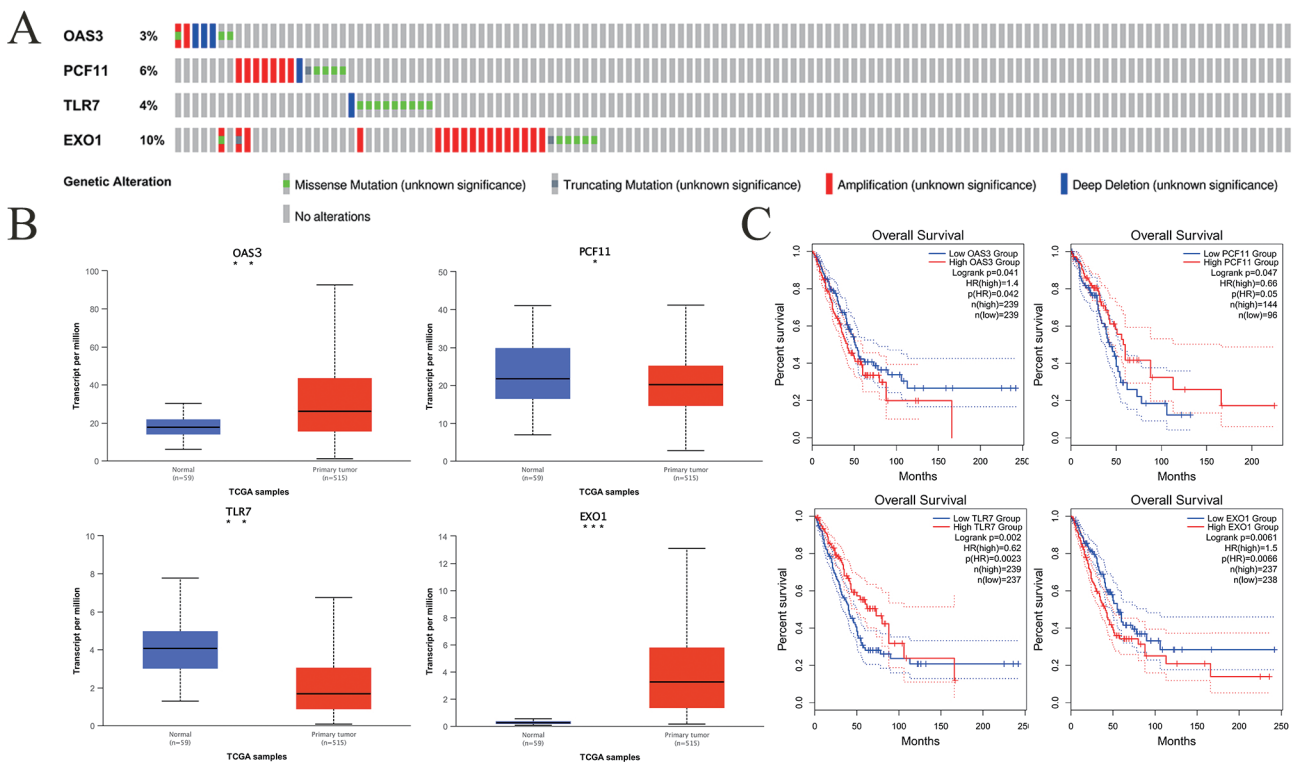 A
OAS3 3%
PCF11 6%
TLR7 4%
EXO1 10%
Genetic Alteration
Missense Mutation (unknown significance)
Truncating Mutation (unknown significance)
Amplification (unknown significance)
Deep Deletion (unknown significance)
No alterations
B
OAS3
* *
Transcript per million
100
80
60
40
20
0
Normal
(n=59)
Primary tumor
(n=515)
TCGA samples
PCF11
*
Transcript per million
50
40
30
20
10
0
Normal
(n=59)
Primary tumor
(n=515)
TCGA samples
TLR7
* *
Transcript per million
10
8
6
4
2
0
Normal
(n=59)
Primary tumor
(n=515)
TCGA samples
EXO1
* * *
Transcript per million
14
12
10
8
6
4
2
0
Normal
(n=59)
Primary tumor
(n=515)
TCGA samples
C
Overall Survival
Low OAS3 Group
High OAS3 Group
Logrank p=0.041
HR(high)=1.4
p(HR)=0.042
n(high)=239
n(low)=239
Percent survival
1.0
0.8
0.6
0.4
0.2
0.0
0 50 100 150 200 250
Months
Overall Survival
Low PCF11 Group
High PCF11 Group
Logrank p=0.047
HR(high)=0.66
p(HR)=0.05
n(high)=144
n(low)=96
Percent survival
1.0
0.8
0.6
0.4
0.2
0.0
0 50 100 150 200
Months
Overall Survival
Low TLR7 Group
High TLR7 Group
Logrank p=0.002
HR(high)=0.62
p(HR)=0.0023
n(high)=239
n(low)=237
Percent survival
1.0
0.8
0.6
0.4
0.2
0.0
0 50 100 150 200 250
Months
Overall Survival
Low EXO1 Group
High EXO1 Group
Logrank p=0.0061
HR(high)=1.5
p(HR)=0.0066
n(high)=237
n(low)=238
Percent survival
1.0
0.8
0.6
0.4
0.2
0.0
0 50 100 150 200 250
Months